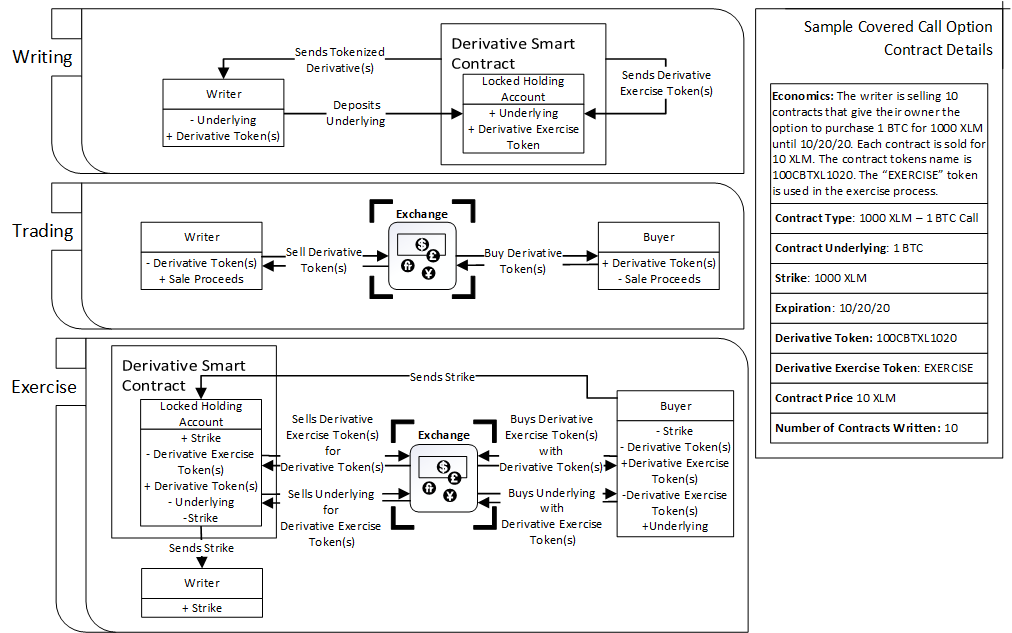 Writing
Sends Tokenized
Derivative(s)
Derivative Smart
Contract
Writer
- Underlying
+ Derivative Token(s)
Deposits
Underlying
Locked Holding
Account
+ Underlying
+ Derivative Exercise
Token
Sends Derivative
Exercise Token(s)
Trading
Writer
- Derivative Token(s)
+ Sale Proceeds
Sell Derivative
Token(s)
Exchange
Buy Derivative
Token(s)
Buyer
+ Derivative Token(s)
- Sale Proceeds
Exercise
Derivative Smart
Contract
Sends Strike
Locked Holding
Account
+ Strike
- Derivative Exercise
Token(s)
+ Derivative Token(s)
- Underlying
-Strike
Sells Derivative
Exercise Token(s)
for
Derivative Token(s)
Sells Underlying
for
Derivative Exercise
Token(s)
Exchange
Buys Derivative
Exercise Token(s)
with
Derivative Token(s)
Buys Underlying
with
Derivative Exercise
Token(s)
Buyer
- Strike
- Derivative Token(s)
+Derivative Exercise
Token(s)
-Derivative Exercise
Token(s)
+Underlying
Sends Strike
Writer
+ Strike
Sample Covered Call Option
Contract Details
Economics: The writer is selling 10
contracts that give their owner the
option to purchase 1 BTC for 1000 XLM
until 10/20/20. Each contract is sold for
10 XLM. The contract tokens name is
100CBTXL1020. The “EXERCISE” token
is used in the exercise process.
Contract Type: 1000 XLM – 1 BTC Call
Contract Underlying: 1 BTC
Strike: 1000 XLM
Expiration: 10/20/20
Derivative Token: 100CBTXL1020
Derivative Exercise Token: EXERCISE
Contract Price 10 XLM
Number of Contracts Written: 10